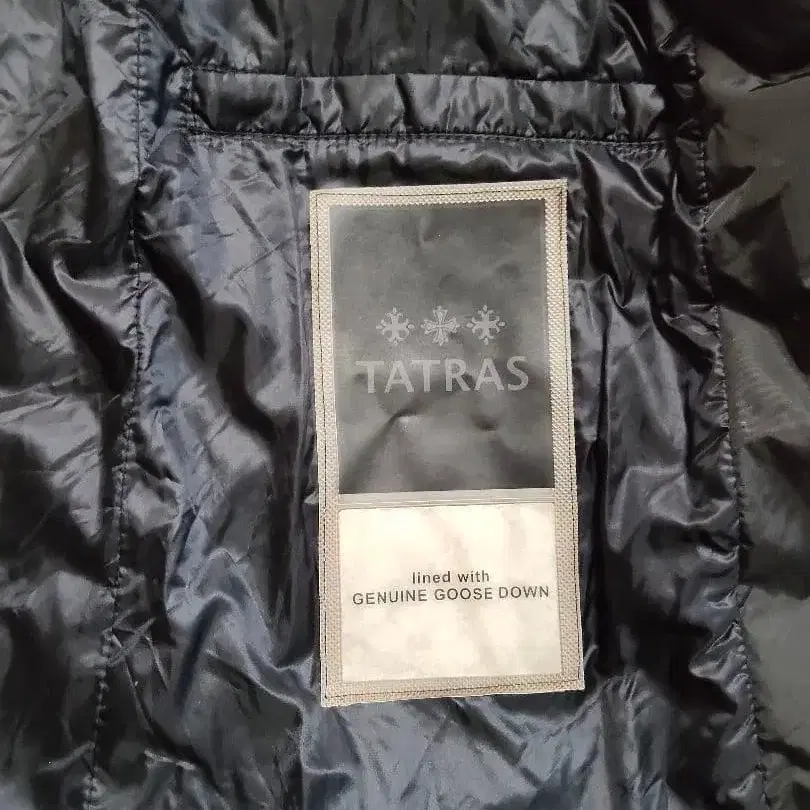 TATRAS
lined with
GENUINE GOOSE DOWN